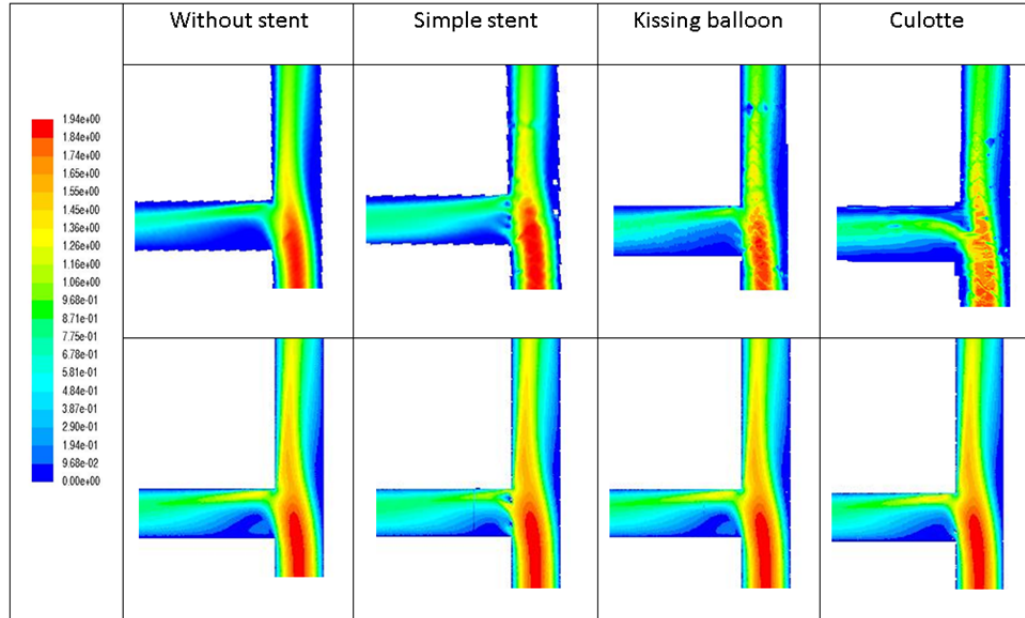 Without stent
Simple stent
Kissing balloon
Culotte
1.94e+00
1.84e+00
1.74e+00
1.65e+00
1.55e+00
1.45e+00
1.36e+00
1.26e+00
1.16e+00
1.06e+00
9.68e-01
8.71e-01
7.75e-01
6.78e-01
5.81e-01
4.84e-01
3.87e-01
2.90e-01
1.94e-01
9.68e-02
0.00e+00